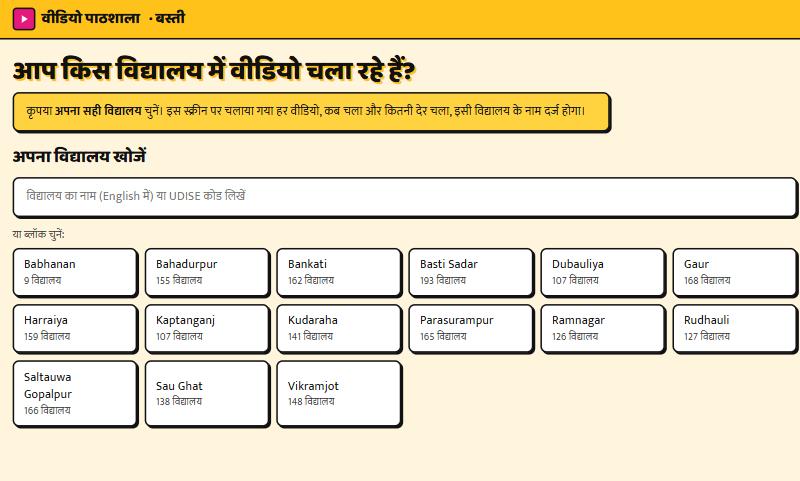 वीडियो पाठशाला · बस्ती
आप किस विद्यालय में वीडियो चला रहे हैं?
कृपया अपना सही विद्यालय चुनें। इस स्क्रीन पर चलाया गया हर वीडियो, कब चला और कितनी देर चला, इसी विद्यालय के नाम दर्ज होगा।
अपना विद्यालय खोजें
विद्यालय का नाम (English में) या UDISE कोड लिखें
या ब्लॉक चुनें:
Babhanan
9 विद्यालय
Bahadurpur
155 विद्यालय
Bankati
162 विद्यालय
Basti Sadar
193 विद्यालय
Dubauliya
107 विद्यालय
Gaur
168 विद्यालय
Harraiya
159 विद्यालय
Kaptanganj
107 विद्यालय
Kudaraha
141 विद्यालय
Parasurampur
165 विद्यालय
Ramnagar
126 विद्यालय
Rudhauli
127 विद्यालय
Saltauwa
Gopalpur
166 विद्यालय
Sau Ghat
138 विद्यालय
Vikramjot
148 विद्यालय